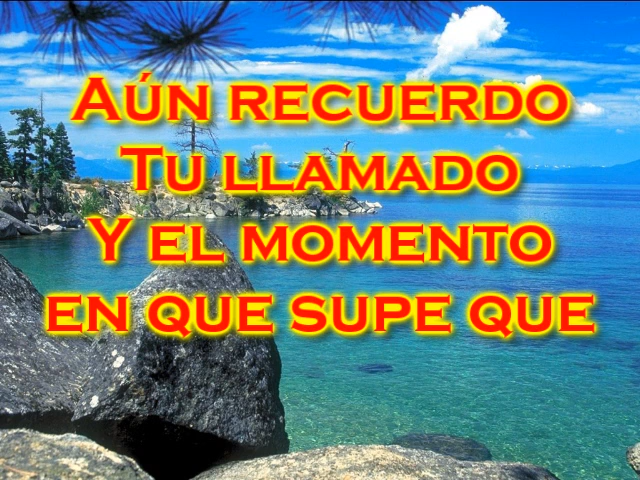 Aún recuerdo
Tu llamado
Y el momento
en que supe que